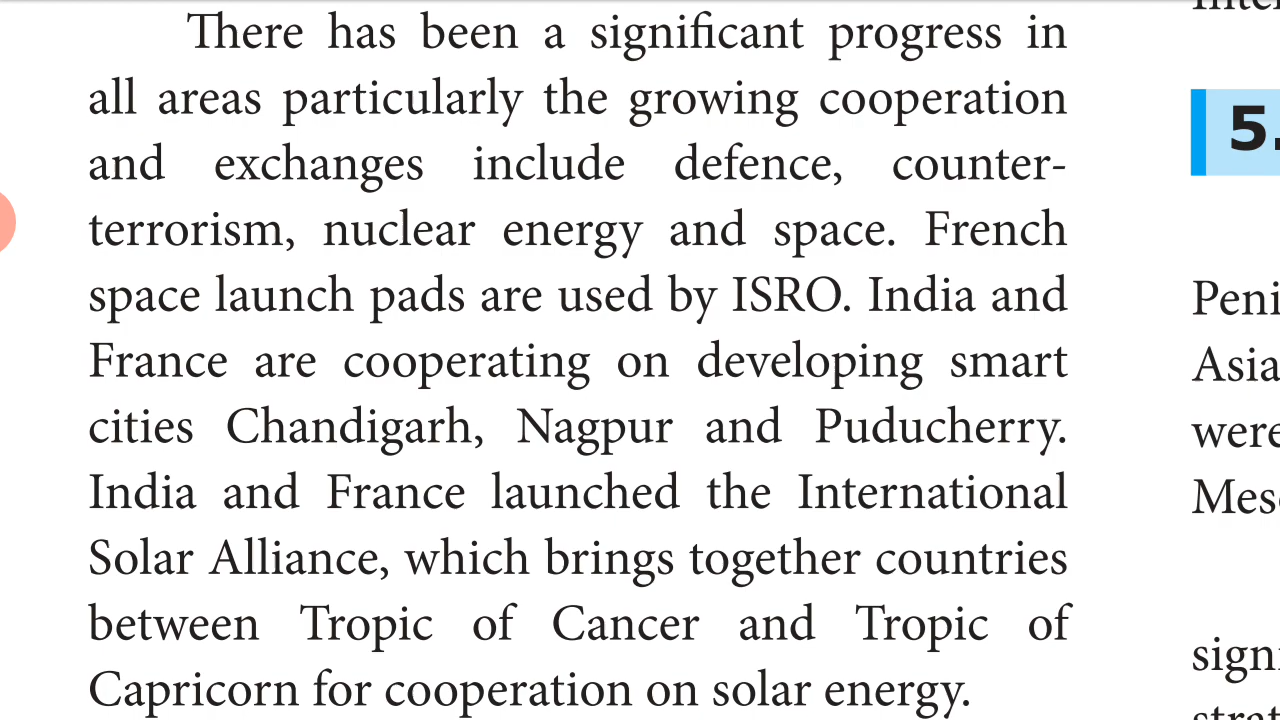 There has been a significant progress in
all areas particularly the growing cooperation
and exchanges include defence, counter-
terrorism, nuclear energy and space. French
space launch pads are used by ISRO. India and
France are cooperating on developing smart
cities Chandigarh, Nagpur and Puducherry.
India and France launched the International
Solar Alliance, which brings together countries
between Tropic of Cancer and Tropic of
Capricorn for cooperation on solar energy.
5.
Peni
Asia
were
Mes
signi